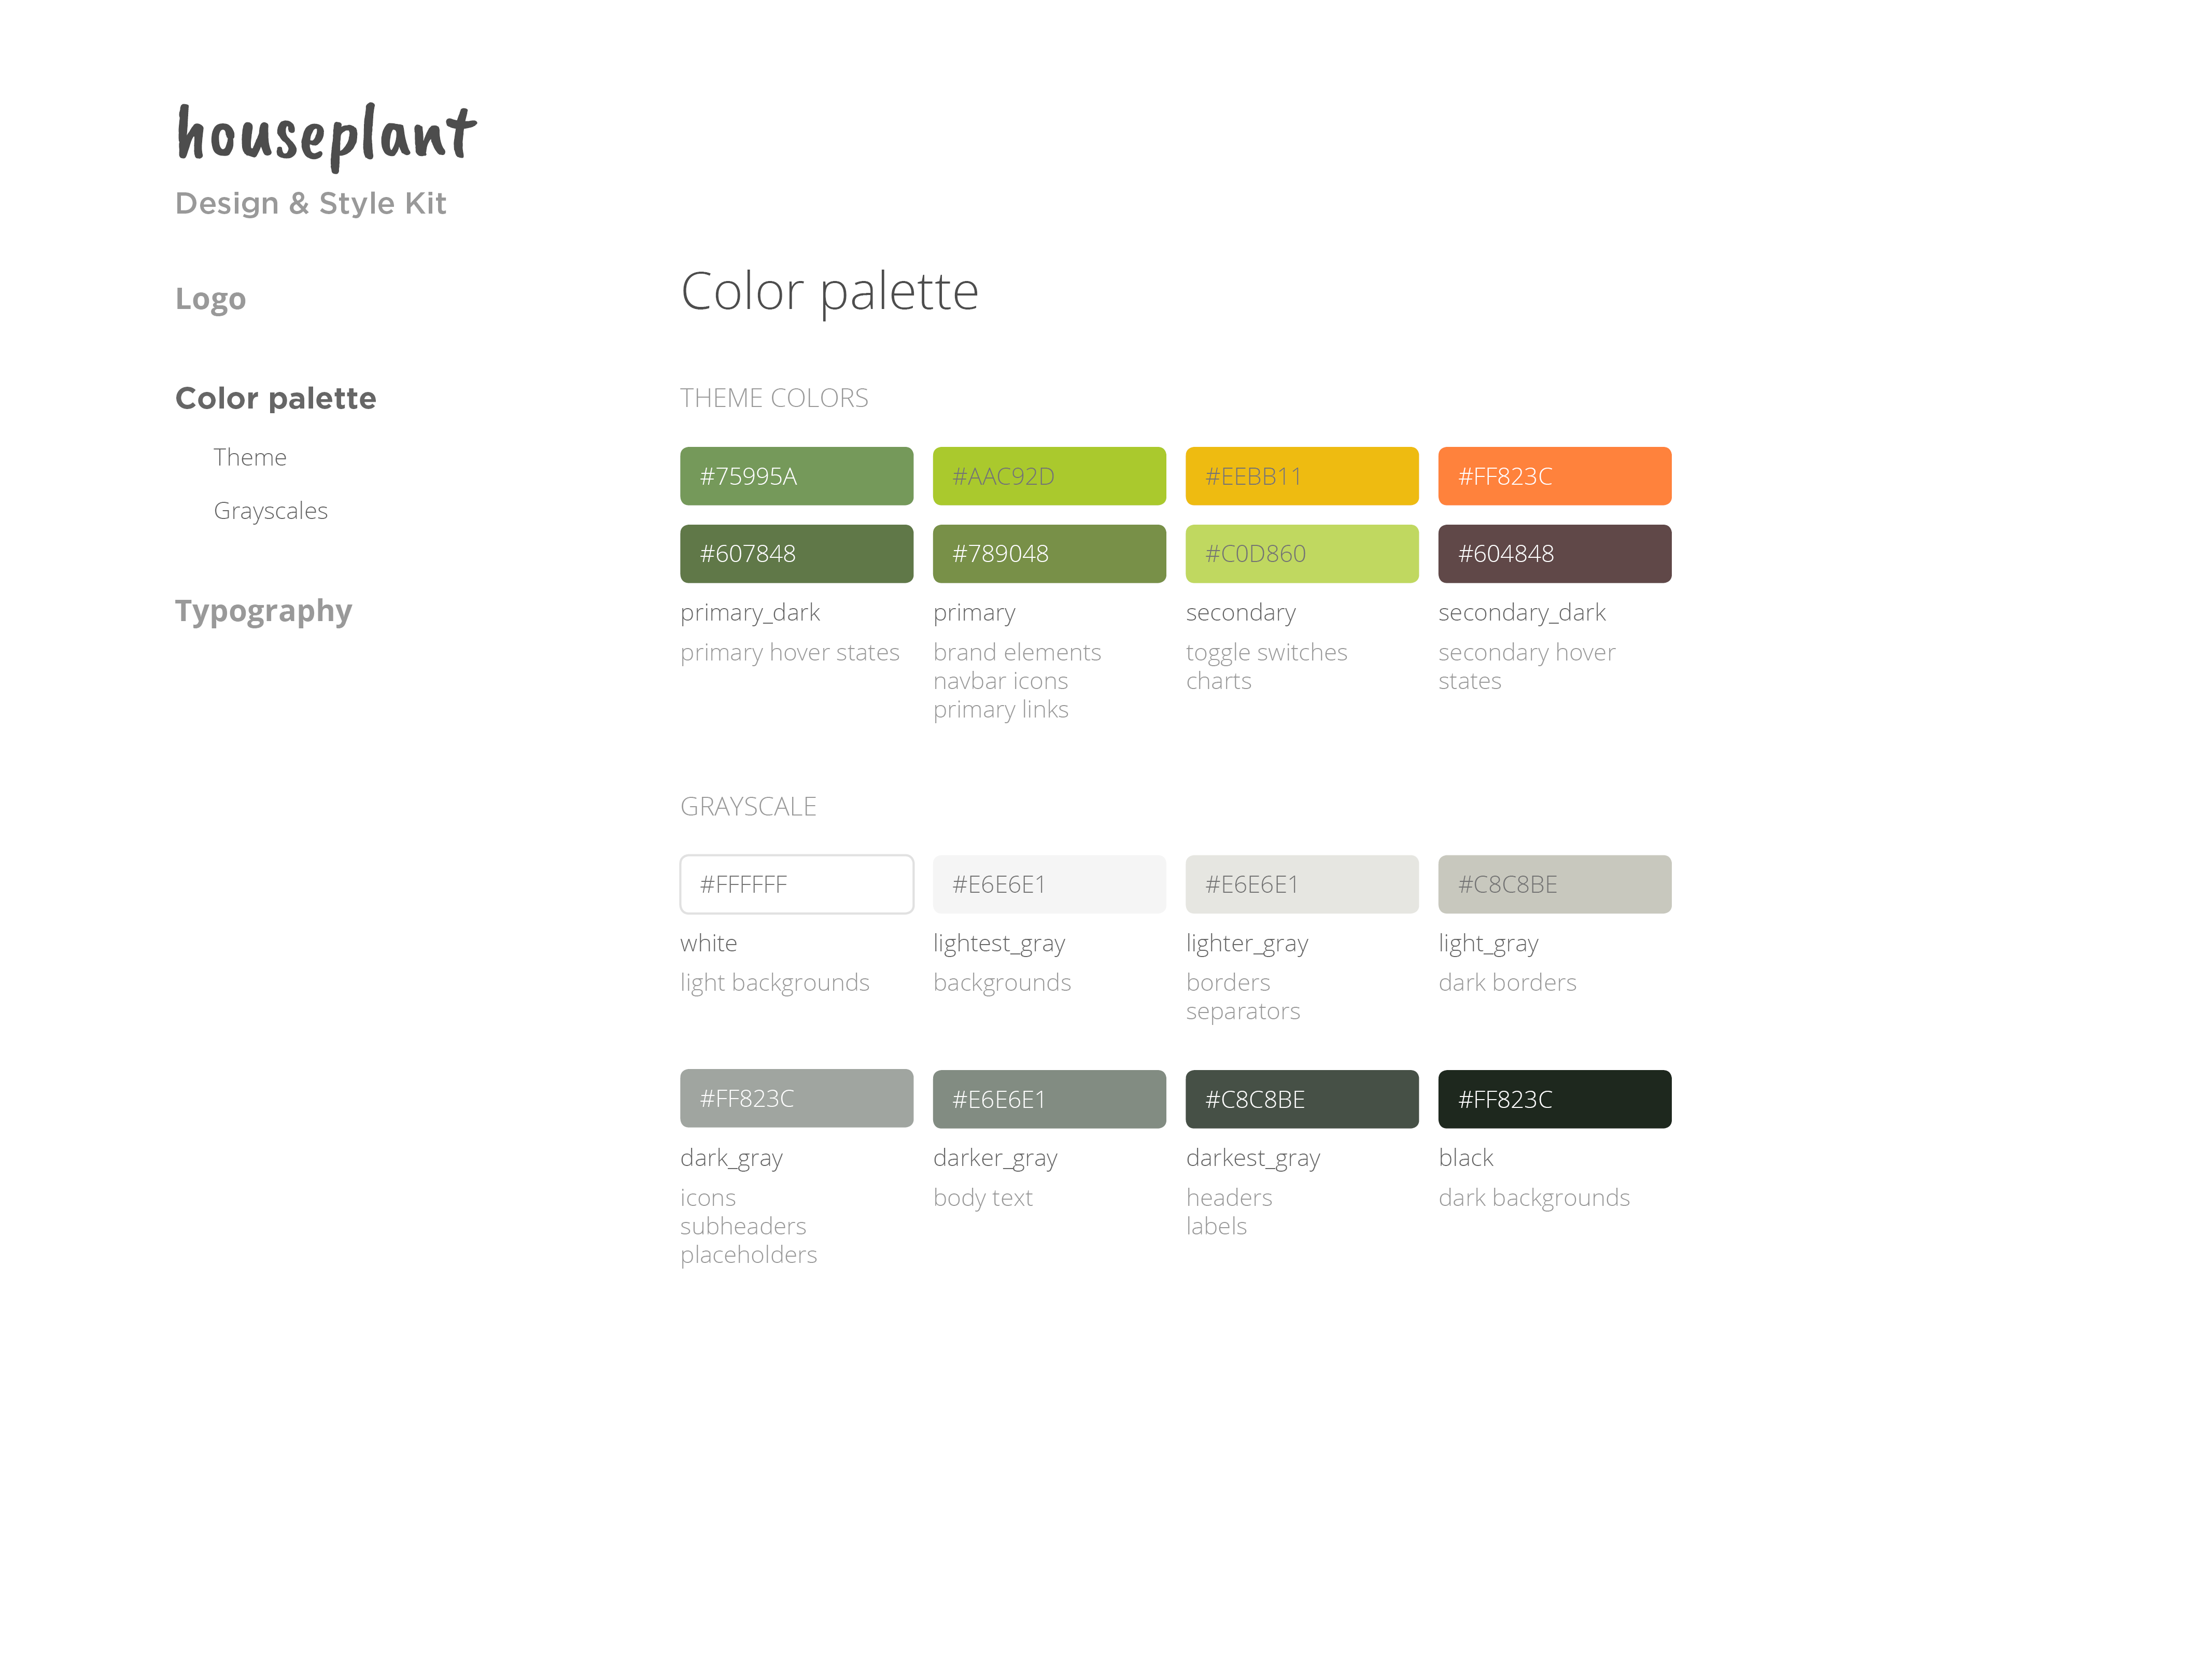 houseplant
Design & Style Kit
Logo
Color palette
Theme
Grayscales
Typography
Color palette
THEME COLORS
#75995A
#AAC92D
#EEBB11
#FF823C
#607848
#789048
#C0D860
#604848
primary_dark
primary hover states
primary
brand elements
navbar icons
primary links
secondary
toggle switches
charts
secondary_dark
secondary hover
states
GRAYSCALE
#FFFFFF
white
light backgrounds
#E6E6E1
lightest_gray
backgrounds
#E6E6E1
lighter_gray
borders
separators
#C8C8BE
light_gray
dark borders
#FF823C
dark_gray
icons
subheaders
placeholders
#E6E6E1
darker_gray
body text
#C8C8BE
darkest_gray
headers
labels
#FF823C
black
dark backgrounds